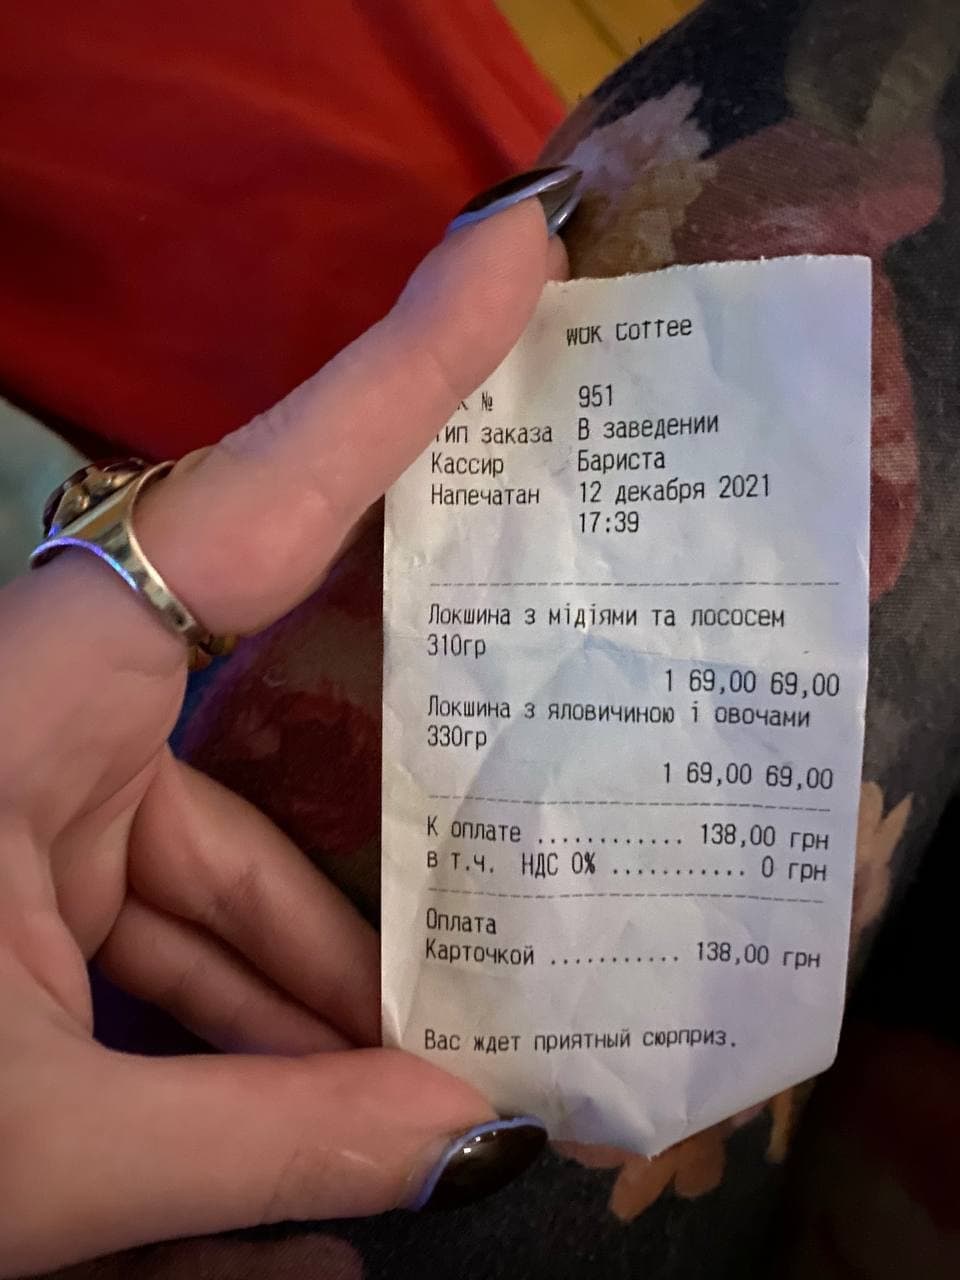 WOK Coffee
№ 951
Тип заказа В заведении
Кассир Бариста
Напечатан 12 декабря 2021
17:39
Локшина з мідіями та лососем
310гр
1 69,00 69,00
Локшина з яловичиною і овочами
330гр
1 69,00 69,00
К оплате ............ 138,00 грн
в т.ч. НДС 0% ........... 0 грн
Оплата
Карточкой ........... 138,00 грн
Вас ждет приятный сюрприз.